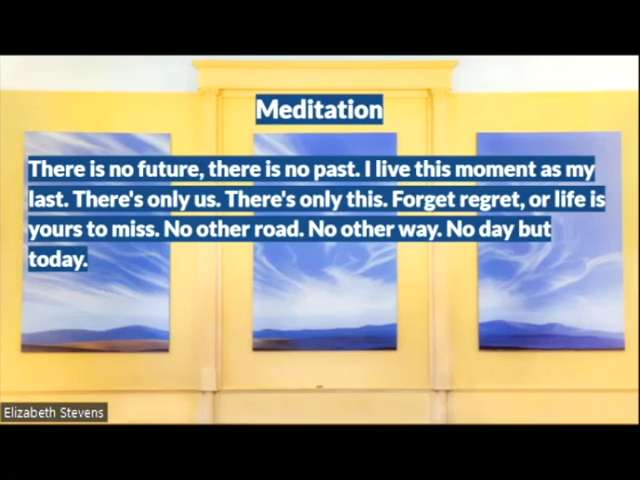 Meditation
There is no future, there is no past. I live this moment as my
last. There's only us. There's only this. Forget regret, or life is
yours to miss. No other road. No other way. No day but
today.
Elizabeth Stevens